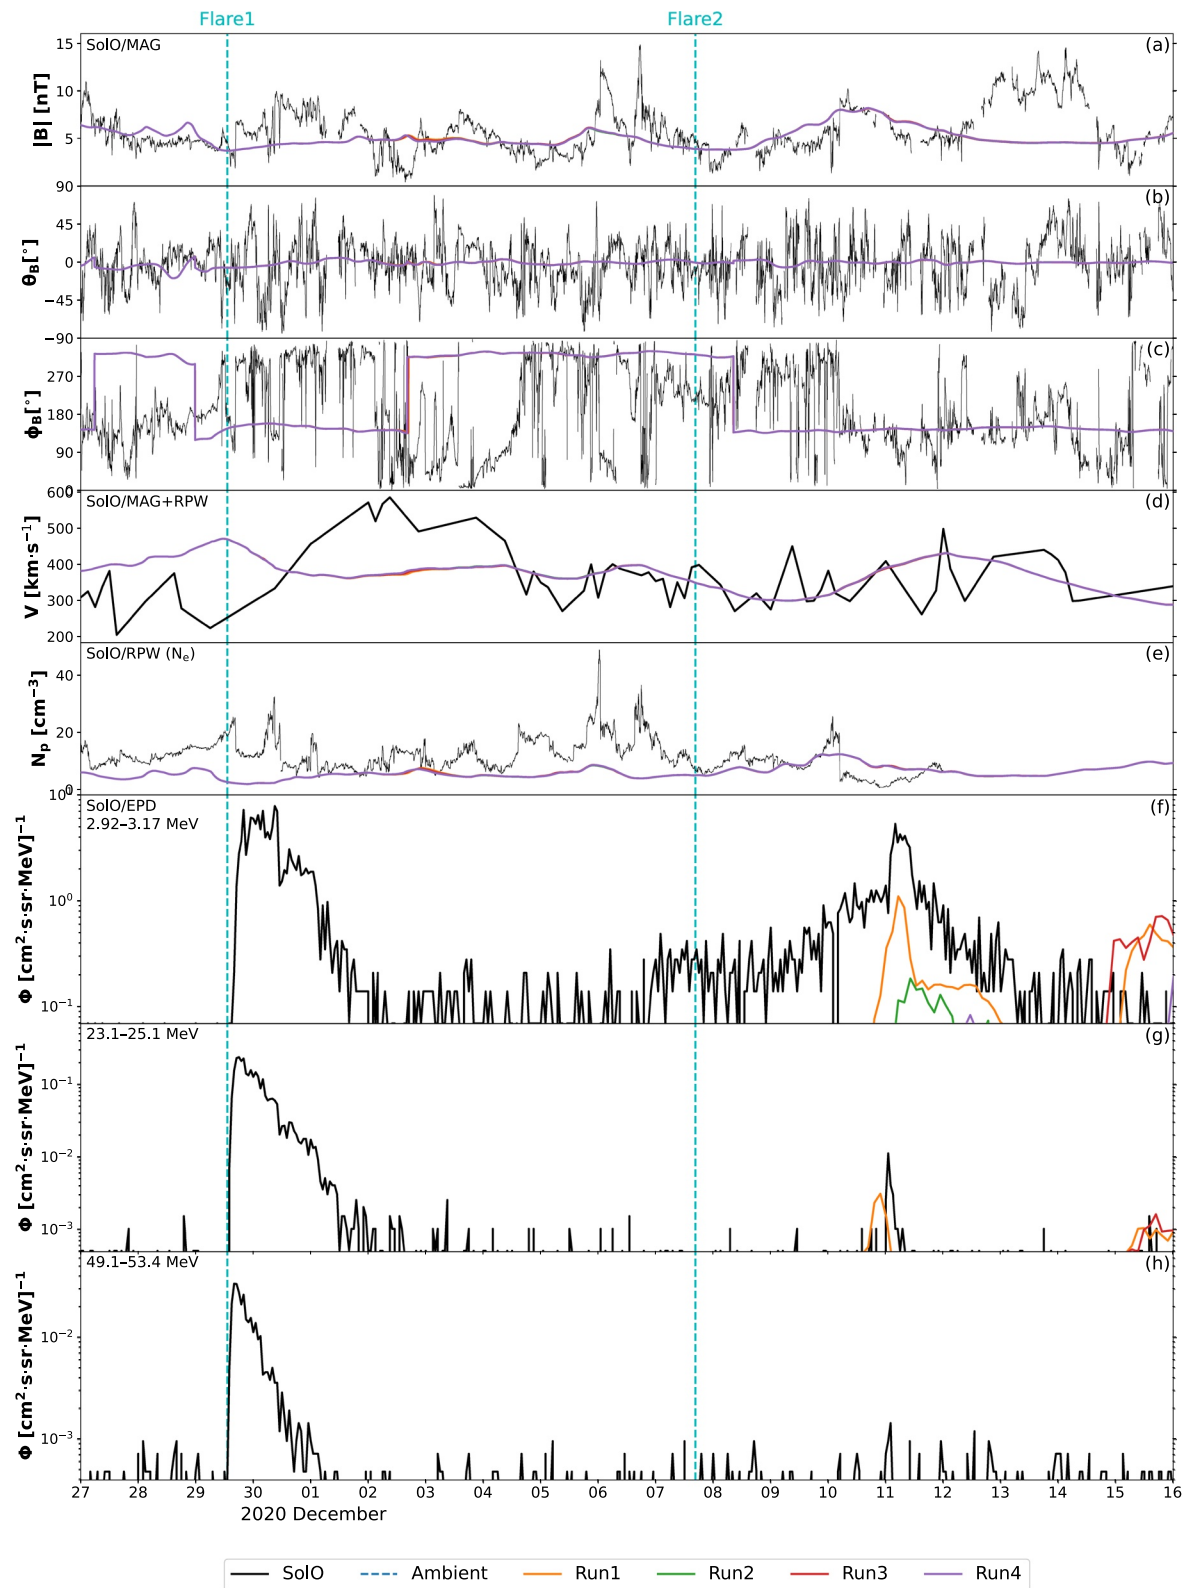 Flare1 Flare2
SolO/MAG (a)
|B| [nT]
15
10
5
90
(b)
θB[°]
45
0
−45
−90
(c)
ϕB[°]
270
180
90
0
SolO/MAG+RPW (d)
V [km·s⁻¹]
600
500
400
300
200
SolO/RPW (Nₑ) (e)
Nₚ [cm⁻³]
40
20
0
SolO/EPD (f)
2.92–3.17 MeV
Φ [cm²·s·sr·MeV]⁻¹
10⁰
10⁰
10⁻¹
23.1–25.1 MeV (g)
Φ [cm²·s·sr·MeV]⁻¹
10⁻¹
10⁻²
10⁻³
49.1–53.4 MeV (h)
Φ [cm²·s·sr·MeV]⁻¹
10⁻²
10⁻³
27 28 29 30 01 02 03 04 05 06 07 08 09 10 11 12 13 14 15 16
2020 December
SolO Ambient Run1 Run2 Run3 Run4